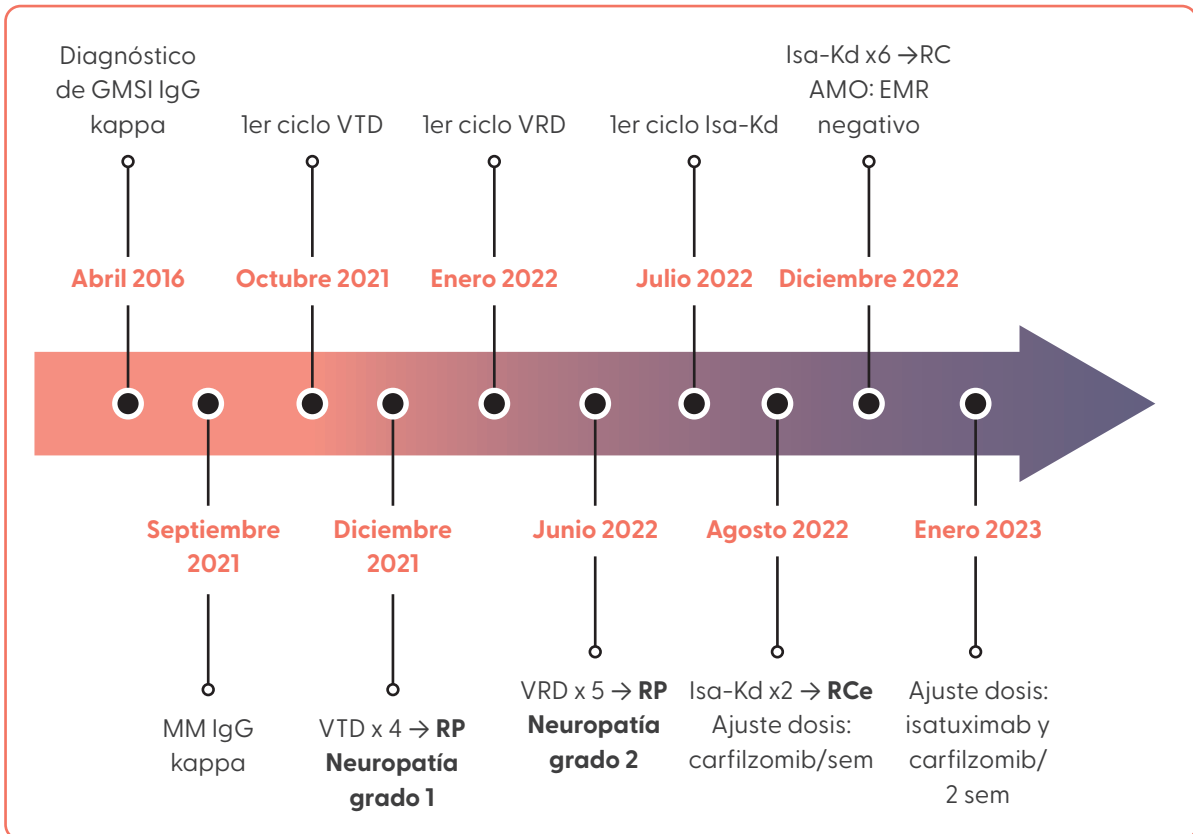 Diagnóstico
de GMSI IgG
kappa
Abril 2016
1er ciclo VTD
Octubre 2021
1er ciclo VRD
Enero 2022
1er ciclo Isa-Kd
Julio 2022
Isa-Kd x6 → RC
AMO: EMR
negativo
Diciembre 2022
Septiembre
2021
MM IgG
kappa
Diciembre
2021
VTD x 4 → RP
Neuropatía
grado 1
Junio 2022
VRD x 5 → RP
Neuropatía
grado 2
Agosto 2022
Isa-Kd x2 → RCe
Ajuste dosis:
carfilzomib/sem
Enero 2023
Ajuste dosis:
isatuximab y
carfilzomib/
2 sem